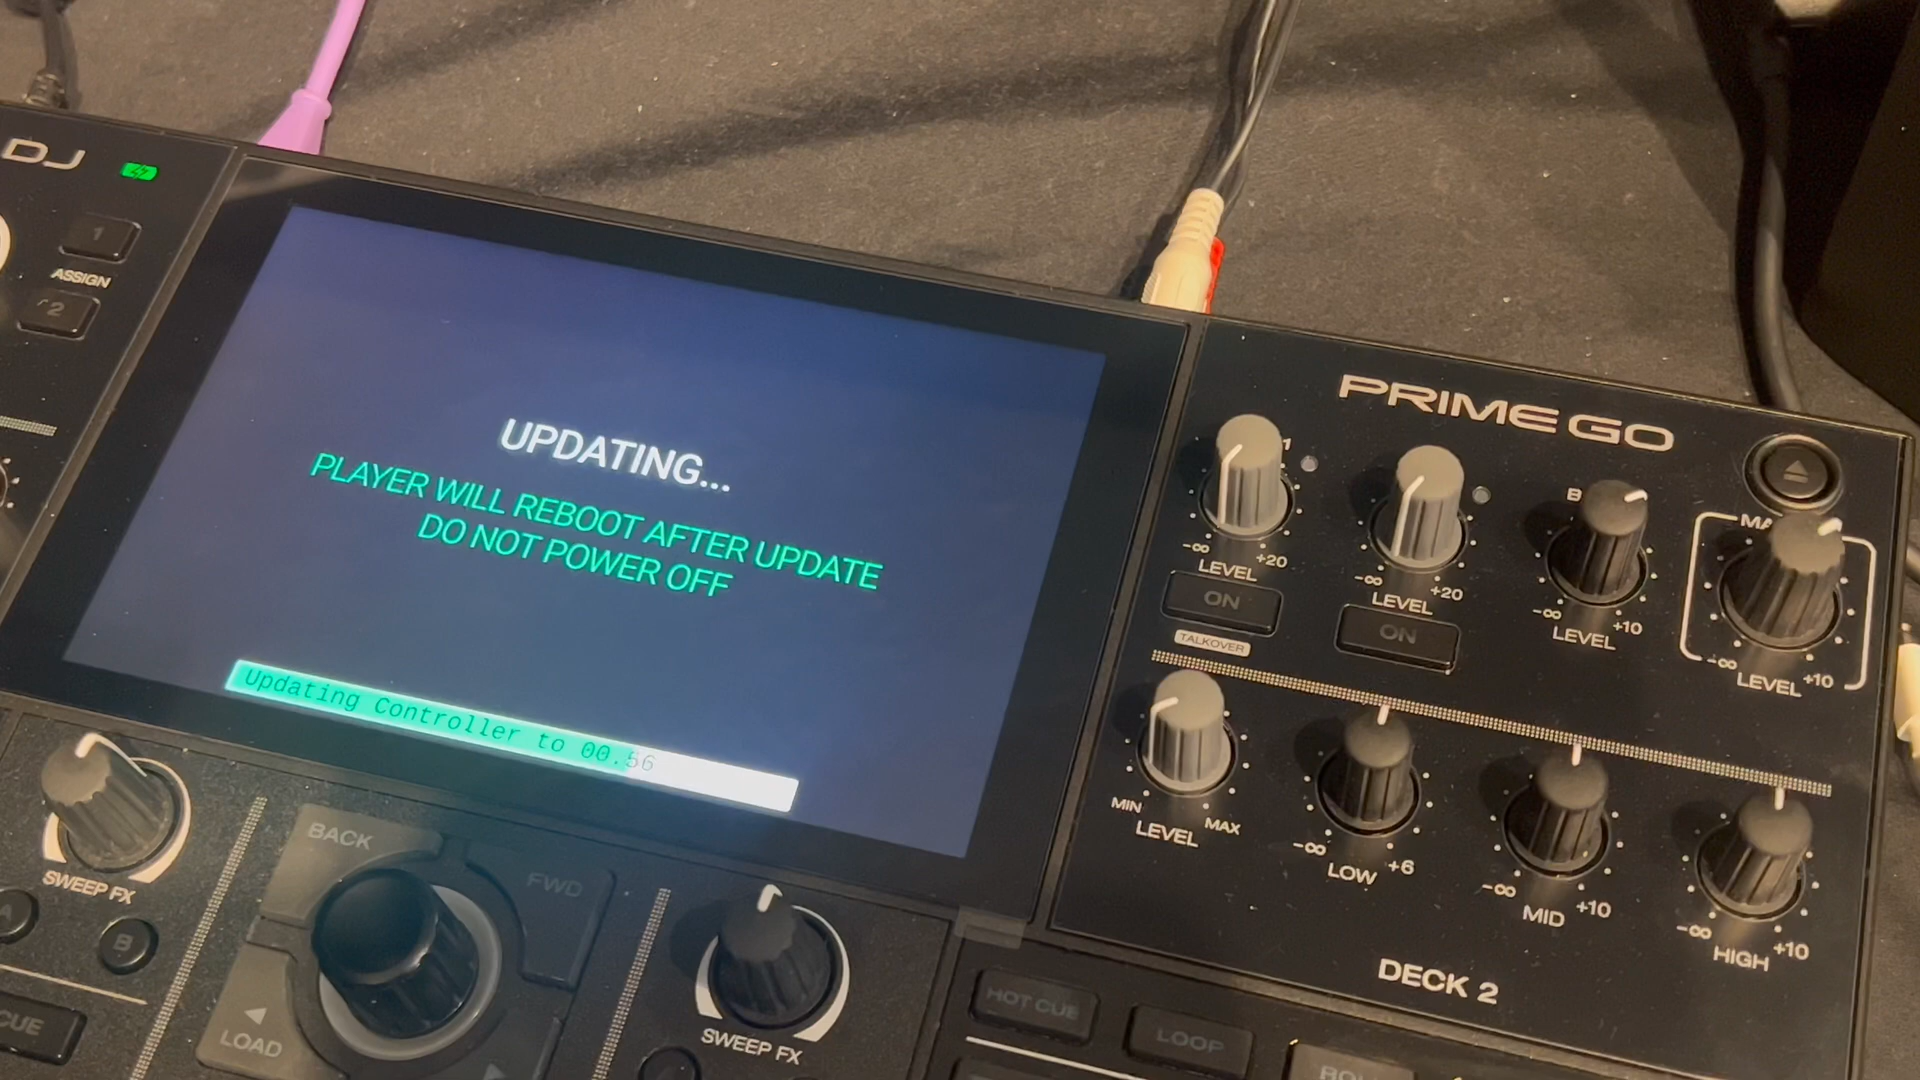 DJ
1
ASSIGN
2
UPDATING...
PLAYER WILL REBOOT AFTER UPDATE
DO NOT POWER OFF
Updating Controller to 00.56
PRIME GO
1
-∞ +20
LEVEL
ON
TALKOVER
-∞ +20
LEVEL
ON
-∞ +10
LEVEL
-∞ +10
LEVEL
MIN MAX
LEVEL
-∞ +6
LOW
-∞ +10
MID
-∞ +10
HIGH
DECK 2
SWEEP FX
A
B
CUE
BACK
FWD
LOAD
SWEEP FX
HOT CUE
LOOP